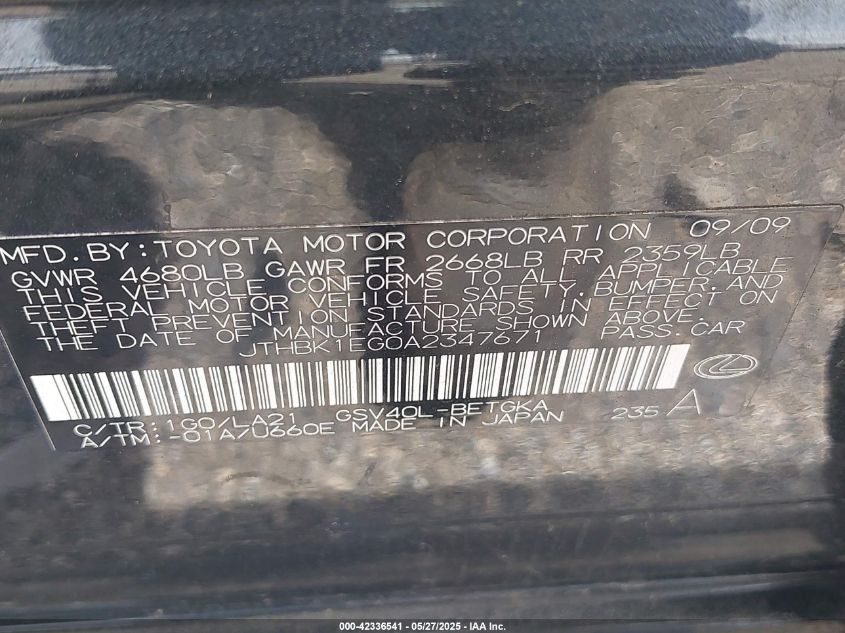 MFD. BY: TOYOTA MOTOR CORPORATION 09/09
GVWR 4680LB GAWR FR 2668LB RR 2359LB
THIS VEHICLE CONFORMS TO ALL APPLICABLE
FEDERAL MOTOR VEHICLE SAFETY, BUMPER, AND
THEFT PREVENTION STANDARDS IN EFFECT ON
THE DATE OF MANUFACTURE SHOWN ABOVE.
JTHBK1EG0A2347671 PASS. CAR
C/TR: 1G0/LA21 GSV40L-BETGKA 235 A
A/TM: -01A/U660E MADE IN JAPAN
000-42336541 - 05/27/2025 - IAA Inc.